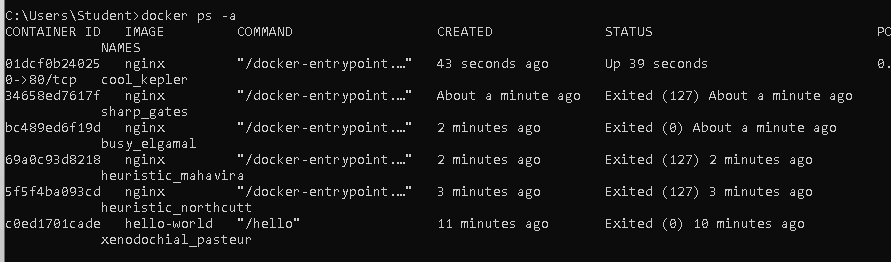 C:\Users\Student>docker ps -a
CONTAINER ID   IMAGE         COMMAND                  CREATED              STATUS                          PO
             NAMES
01dcf0b24025   nginx         "/docker-entrypoint.…"   43 seconds ago       Up 39 seconds                   0.
0->80/tcp    cool_kepler
34658ed7617f   nginx         "/docker-entrypoint.…"   About a minute ago   Exited (127) About a minute ago
             sharp_gates
bc489ed6f19d   nginx         "/docker-entrypoint.…"   2 minutes ago        Exited (0) About a minute ago
             busy_elgamal
69a0c93d8218   nginx         "/docker-entrypoint.…"   2 minutes ago        Exited (127) 2 minutes ago
             heuristic_mahavira
5f5f4ba093cd   nginx         "/docker-entrypoint.…"   3 minutes ago        Exited (127) 3 minutes ago
             heuristic_northcutt
c0ed1701cade   hello-world   "/hello"                 11 minutes ago       Exited (0) 10 minutes ago
             xenodochial_pasteur